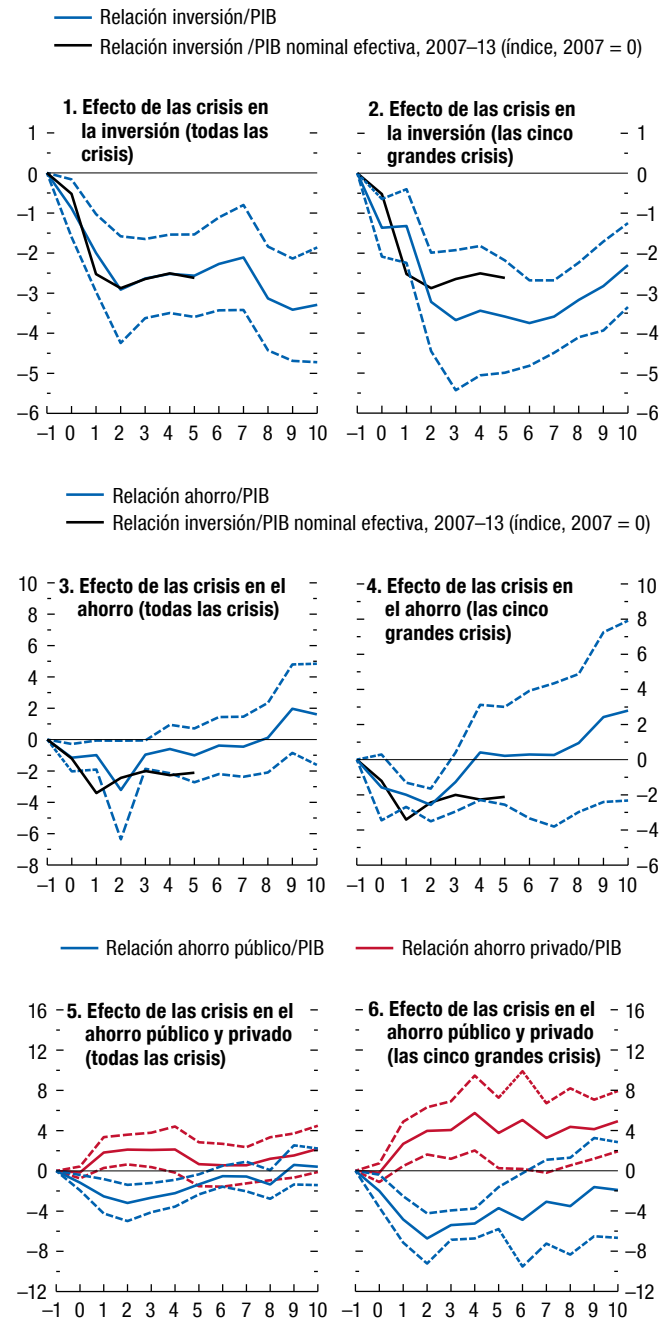 Relación inversión/PIB
Relación inversión /PIB nominal efectiva, 2007–13 (índice, 2007 = 0)
1. Efecto de las crisis en
la inversión (todas las
crisis)
2. Efecto de las crisis en
la inversión (las cinco
grandes crisis)
1
0
–1
–2
–3
–4
–5
–6
–1 0 1 2 3 4 5 6 7 8 9 10
1
0
–1
–2
–3
–4
–5
–6
–1 0 1 2 3 4 5 6 7 8 9 10
Relación ahorro/PIB
Relación inversión/PIB nominal efectiva, 2007–13 (índice, 2007 = 0)
3. Efecto de las crisis en el
ahorro (todas las crisis)
4. Efecto de las crisis en
el ahorro (las cinco
grandes crisis)
10
8
6
4
2
0
–2
–4
–6
–8
–1 0 1 2 3 4 5 6 7 8 9 10
10
8
6
4
2
0
–2
–4
–6
–1 0 1 2 3 4 5 6 7 8 9 10
Relación ahorro público/PIB
Relación ahorro privado/PIB
5. Efecto de las crisis en el
ahorro público y privado
(todas las crisis)
6. Efecto de las crisis en el
ahorro público y privado
(las cinco grandes crisis)
16
12
8
4
0
–4
–8
–12
–1 0 1 2 3 4 5 6 7 8 9 10
16
12
8
4
0
–4
–8
–12
–1 0 1 2 3 4 5 6 7 8 9 10